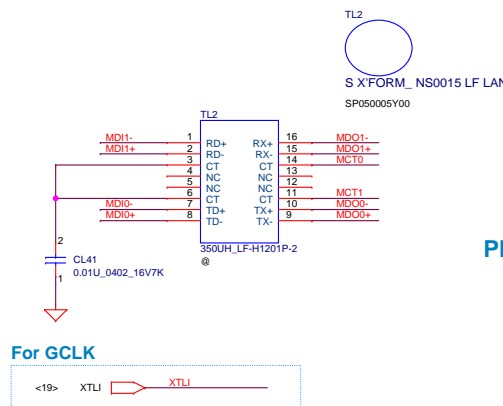 TL2
S X'FORM_ NS0015 LF LAN
SP050005Y00
TL2
MDI1- 1 RD+ RX+ 16 MDO1-
MDI1+ 2 RD- RX- 15 MDO1+
3 CT CT 14 MCT0
4 NC NC 13
5 NC NC 12
6 CT CT 11 MCT1
MDI0- 7 TD+ TX+ 10 MDO0-
MDI0+ 8 TD- TX- 9 MDO0+
350UH_LF-H1201P-2
@
2
CL41
0.01U_0402_16V7K
1
For GCLK
<19> XTLI XTLI